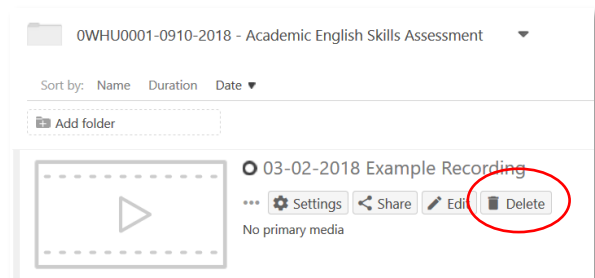 0WHU0001-0910-2018 - Academic English Skills Assessment
Sort by: Name Duration Date ▼
Add folder
03-02-2018 Example Recording
Settings Share Edit Delete
No primary media